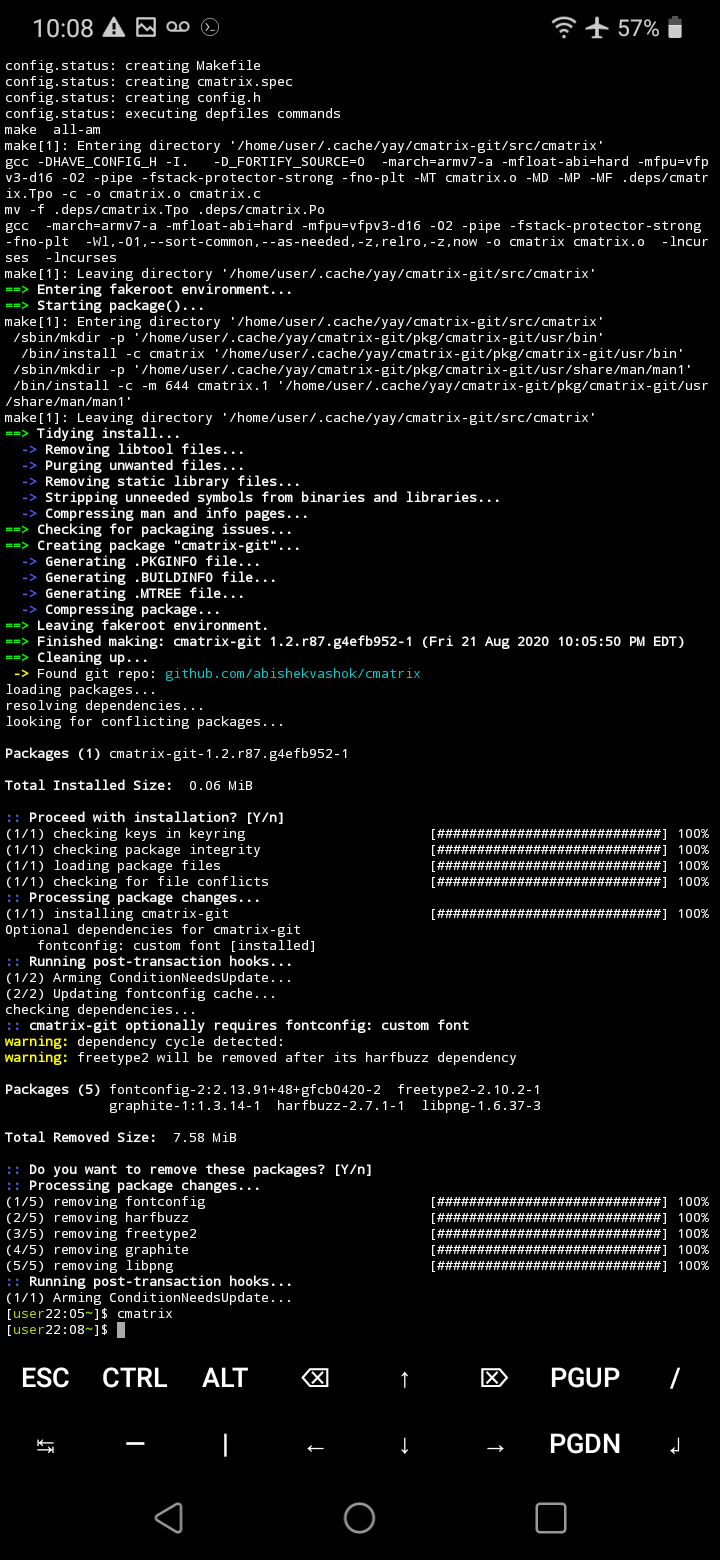 10:08 57%
config.status: creating Makefile
config.status: creating cmatrix.spec
config.status: creating config.h
config.status: executing depfiles commands
make  all-am
make[1]: Entering directory '/home/user/.cache/yay/cmatrix-git/src/cmatrix'
gcc -DHAVE_CONFIG_H -I.   -D_FORTIFY_SOURCE=0  -march=armv7-a -mfloat-abi=hard -mfpu=vfp
v3-d16 -O2 -pipe -fstack-protector-strong -fno-plt -MT cmatrix.o -MD -MP -MF .deps/cmatr
ix.Tpo -c -o cmatrix.o cmatrix.c
mv -f .deps/cmatrix.Tpo .deps/cmatrix.Po
gcc  -march=armv7-a -mfloat-abi=hard -mfpu=vfpv3-d16 -O2 -pipe -fstack-protector-strong
-fno-plt  -Wl,-O1,--sort-common,--as-needed,-z,relro,-z,now -o cmatrix cmatrix.o  -lncur
ses  -lncurses
make[1]: Leaving directory '/home/user/.cache/yay/cmatrix-git/src/cmatrix'
==> Entering fakeroot environment...
==> Starting package()...
make[1]: Entering directory '/home/user/.cache/yay/cmatrix-git/src/cmatrix'
 /sbin/mkdir -p '/home/user/.cache/yay/cmatrix-git/pkg/cmatrix-git/usr/bin'
  /bin/install -c cmatrix '/home/user/.cache/yay/cmatrix-git/pkg/cmatrix-git/usr/bin'
 /sbin/mkdir -p '/home/user/.cache/yay/cmatrix-git/pkg/cmatrix-git/usr/share/man/man1'
 /bin/install -c -m 644 cmatrix.1 '/home/user/.cache/yay/cmatrix-git/pkg/cmatrix-git/usr
/share/man/man1'
make[1]: Leaving directory '/home/user/.cache/yay/cmatrix-git/src/cmatrix'
==> Tidying install...
  -> Removing libtool files...
  -> Purging unwanted files...
  -> Removing static library files...
  -> Stripping unneeded symbols from binaries and libraries...
  -> Compressing man and info pages...
==> Checking for packaging issues...
==> Creating package "cmatrix-git"...
  -> Generating .PKGINFO file...
  -> Generating .BUILDINFO file...
  -> Generating .MTREE file...
  -> Compressing package...
==> Leaving fakeroot environment.
==> Finished making: cmatrix-git 1.2.r87.g4efb952-1 (Fri 21 Aug 2020 10:05:50 PM EDT)
==> Cleaning up...
 -> Found git repo: github.com/abishekvashok/cmatrix
loading packages...
resolving dependencies...
looking for conflicting packages...
Packages (1) cmatrix-git-1.2.r87.g4efb952-1
Total Installed Size:  0.06 MiB
:: Proceed with installation? [Y/n]
(1/1) checking keys in keyring [############################] 100%
(1/1) checking package integrity [############################] 100%
(1/1) loading package files [############################] 100%
(1/1) checking for file conflicts [############################] 100%
:: Processing package changes...
(1/1) installing cmatrix-git [############################] 100%
Optional dependencies for cmatrix-git
    fontconfig: custom font [installed]
:: Running post-transaction hooks...
(1/2) Arming ConditionNeedsUpdate...
(2/2) Updating fontconfig cache...
checking dependencies...
:: cmatrix-git optionally requires fontconfig: custom font
warning: dependency cycle detected:
warning: freetype2 will be removed after its harfbuzz dependency
Packages (5) fontconfig-2:2.13.91+48+gfcb0420-2  freetype2-2.10.2-1
             graphite-1:1.3.14-1  harfbuzz-2.7.1-1  libpng-1.6.37-3
Total Removed Size:  7.58 MiB
:: Do you want to remove these packages? [Y/n]
:: Processing package changes...
(1/5) removing fontconfig [############################] 100%
(2/5) removing harfbuzz [############################] 100%
(3/5) removing freetype2 [############################] 100%
(4/5) removing graphite [############################] 100%
(5/5) removing libpng [############################] 100%
:: Running post-transaction hooks...
(1/1) Arming ConditionNeedsUpdate...
[user22:05~]$ cmatrix
[user22:08~]$
ESC CTRL ALT ⌫ ↑ ⌦ PGUP /
↹ — | ← ↓ → PGDN ↲